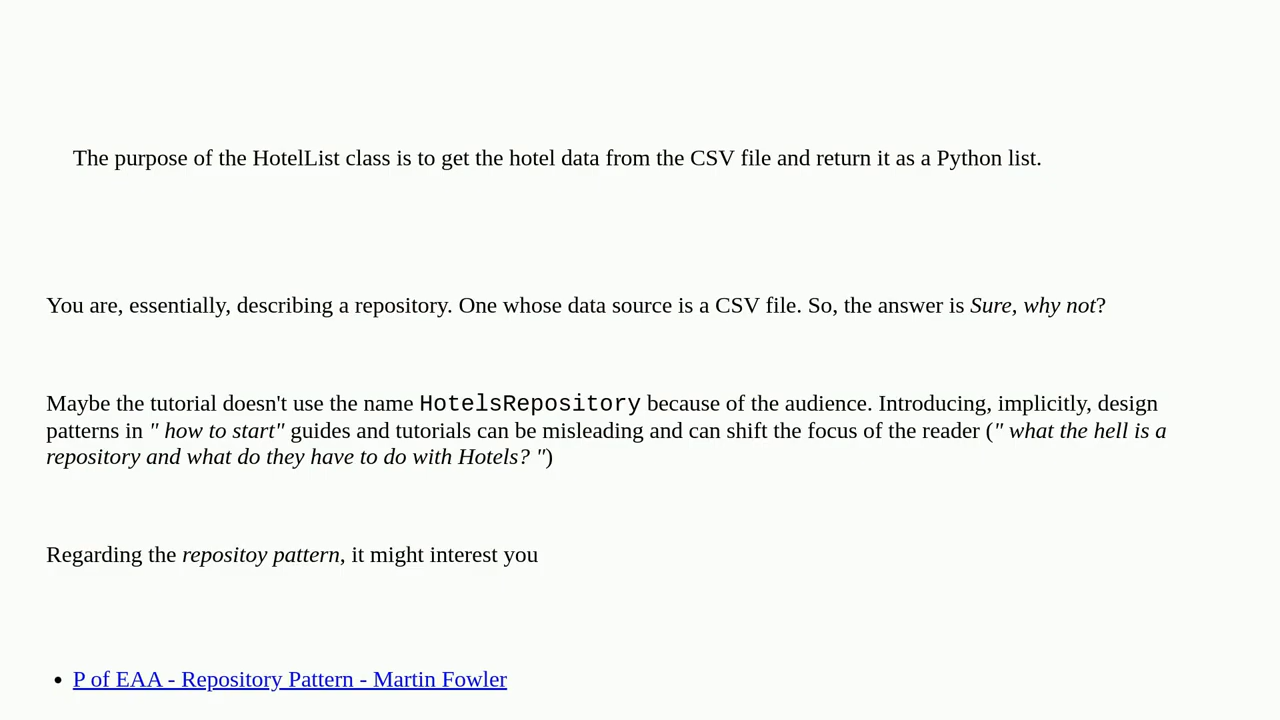 The purpose of the HotelList class is to get the hotel data from the CSV file and return it as a Python list.
You are, essentially, describing a repository. One whose data source is a CSV file. So, the answer is Sure, why not?
Maybe the tutorial doesn't use the name HotelsRepository because of the audience. Introducing, implicitly, design
patterns in " how to start" guides and tutorials can be misleading and can shift the focus of the reader (" what the hell is a
repository and what do they have to do with Hotels? ")
Regarding the repositoy pattern, it might interest you
• P of EAA - Repository Pattern - Martin Fowler